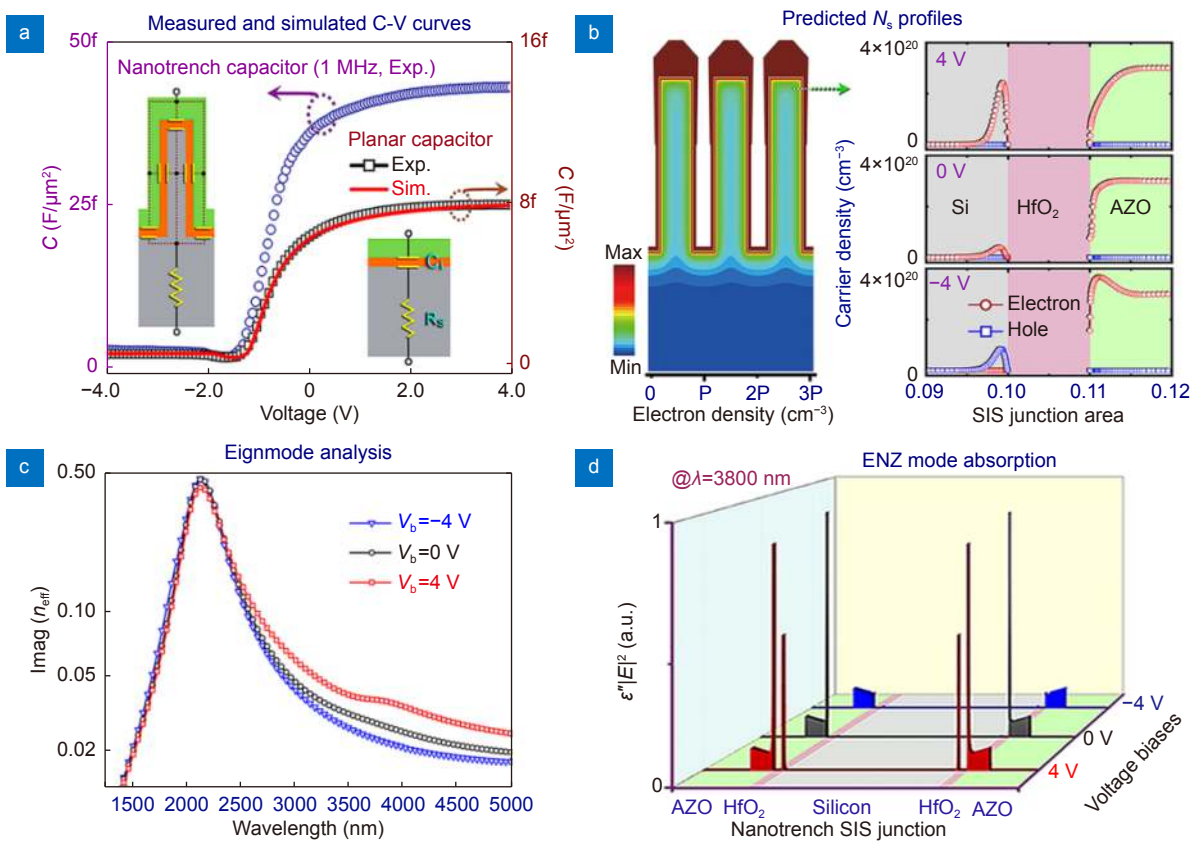 a
Measured and simulated C-V curves
50f
25f
0
C (F/μm²)
Nanotrench capacitor (1 MHz, Exp.)
Planar capacitor
Exp.
Sim.
C₁
Rₛ
16f
8f
0
C (F/μm²)
−4.0
−2.0
0
2.0
4.0
Voltage (V)
b
Predicted Nₛ profiles
Max
Min
0
P
2P
3P
Electron density (cm⁻³)
Carrier density (cm⁻³)
4×10²⁰
4 V
0
4×10²⁰
0 V
Si
HfO₂
AZO
0
4×10²⁰
−4 V
Electron
Hole
0
0.09
0.10
0.11
0.12
SIS junction area
c
Eignmode analysis
0.50
0.10
0.05
0.02
Imag (n_eff)
V_b=−4 V
V_b=0 V
V_b=4 V
1500
2000
2500
3000
3500
4000
4500
5000
Wavelength (nm)
d
ENZ mode absorption
@λ=3800 nm
1
0
ε″|E|² (a.u.)
−4 V
0 V
4 V
Voltage biases
AZO
HfO₂
Silicon
HfO₂
AZO
Nanotrench SIS junction